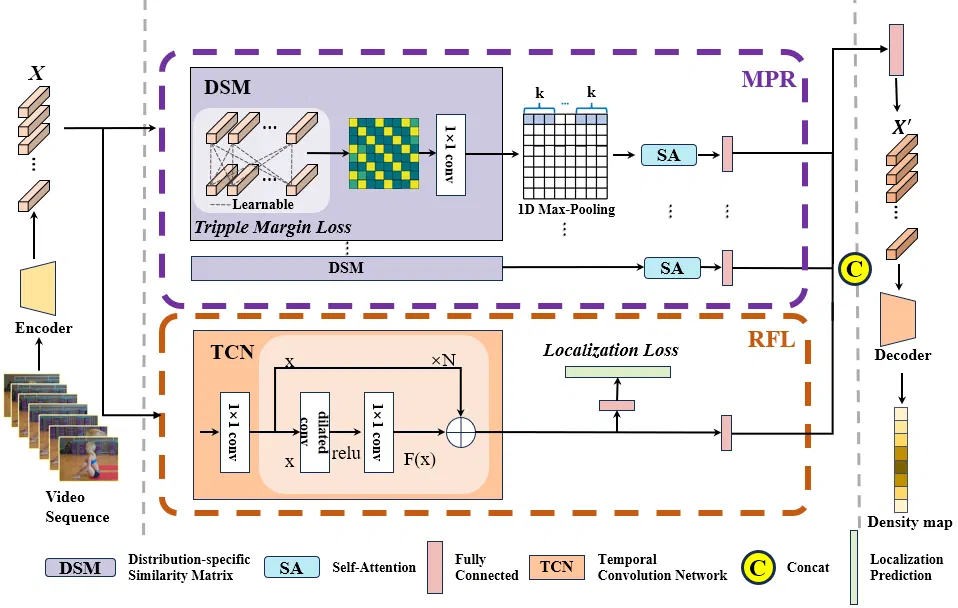 X
Encoder
Video
Sequence
MPR
DSM
Learnable
Tripple Margin Loss
1×1 conv
k ... k
1D Max-Pooling
SA
DSM
SA
RFL
TCN
x
×N
1×1 conv
x
dilated
conv
relu
1×1 conv
F(x)
Localization Loss
C
X'
Decoder
Density map
DSM
Distribution-specific
Similarity Matrix
SA
Self-Attention
Fully
Connected
TCN
Temporal
Convolution Network
C
Concat
Localization
Prediction